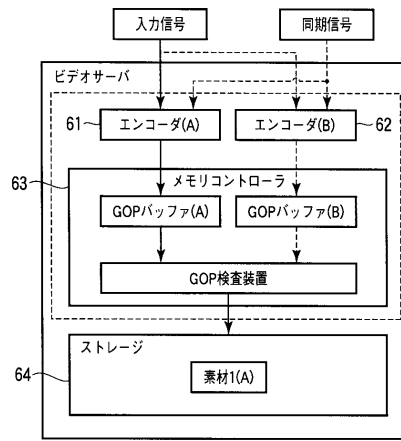 入力信号
同期信号
ビデオサーバ
61
エンコーダ(A)
エンコーダ(B)
62
63
メモリコントローラ
GOPバッファ(A)
GOPバッファ(B)
GOP検査装置
ストレージ
64
素材1(A)